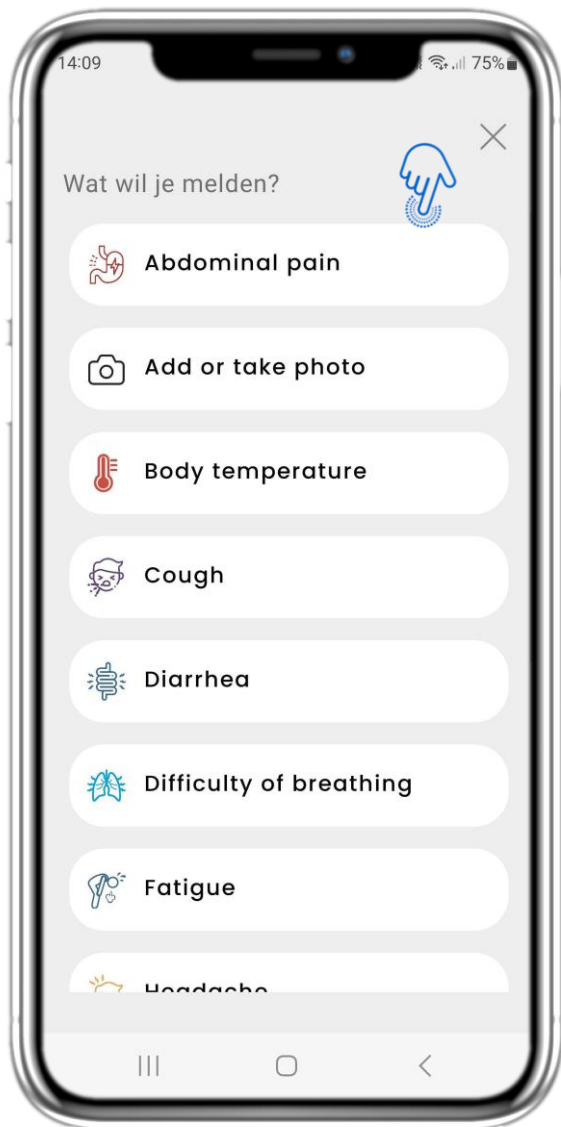 14:09 75%
Wat wil je melden?
Abdominal pain
Add or take photo
Body temperature
Cough
Diarrhea
Difficulty of breathing
Fatigue
Headache